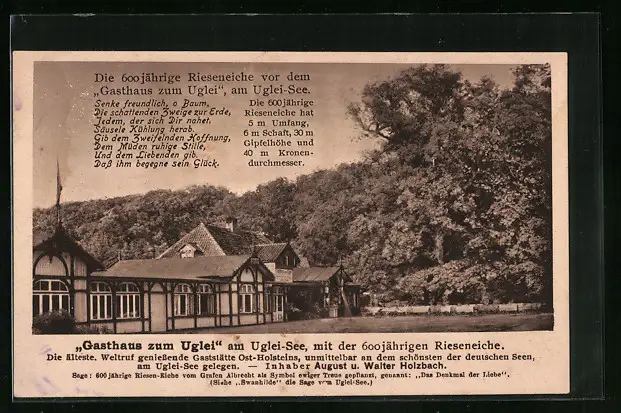 Die 600jährige Rieseneiche vor dem
„Gasthaus zum Uglei“, am Uglei-See.
Senke freundlich, o Baum,
Die schattenden Zweige zur Erde,
Jedem, der sich Dir nahet.
Säusele Kühlung herab.
Gib dem Zweifelnden Hoffnung,
Dem Müden ruhige Stille,
Und dem Liebenden gib,
Daß ihm begegne sein Glück.
Die 600jährige
Rieseneiche hat
5 m Umfang,
6 m Schaft, 30 m
Gipfelhöhe und
40 m Kronen-
durchmesser.
„Gasthaus zum Uglei“ am Uglei-See, mit der 600jährigen Rieseneiche.
Die älteste. Weltruf genießende Gaststätte Ost-Holsteins, unmittelbar an dem schönsten der deutschen Seen,
am Uglei-See gelegen. — Inhaber August u. Walter Holzbach.
Sage: 600jährige Riesen-Eiche vom Grafen Albrecht als Symbol ewiger Treue gepflanzt, genannt: „Das Denkmal der Liebe“.
(Siehe „Swanhilde“ die Sage vom Uglei-See.)